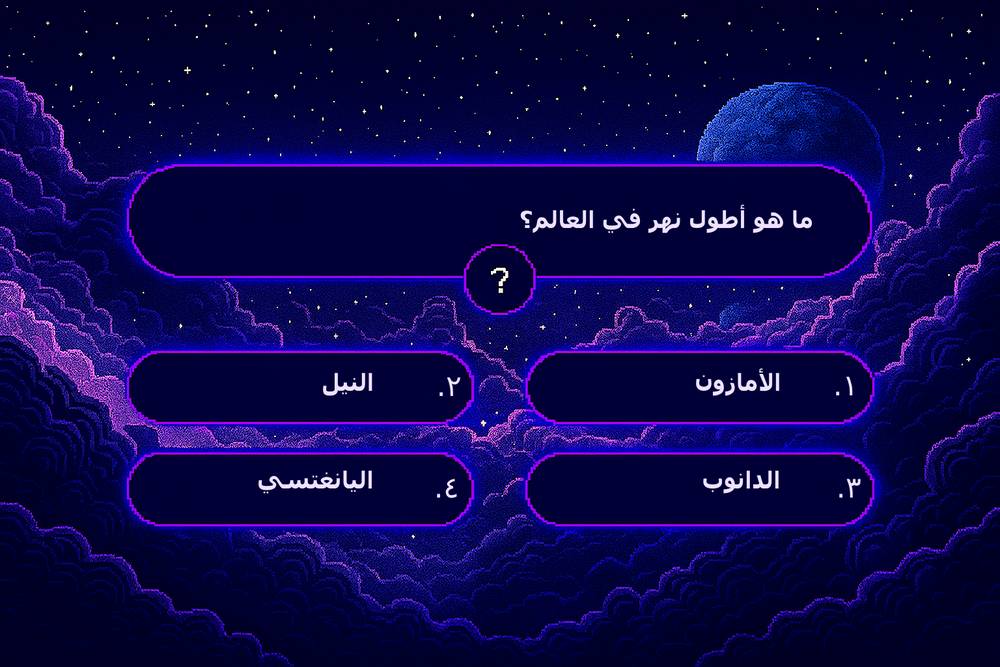 ما هو أطول نهر في العالم؟
?
١. الأمازون
٢. النيل
٣. الدانوب
٤. اليانغتسي